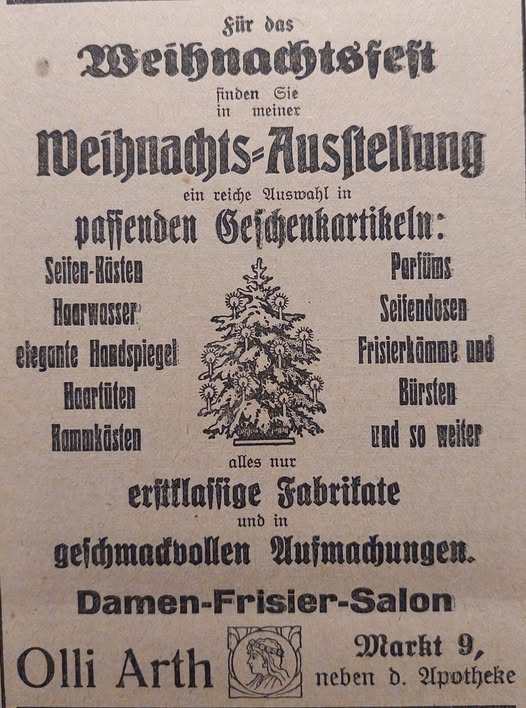 Für das
Weihnachtsfest
finden Sie
in meiner
Weihnachts-Ausstellung
ein reiche Auswahl in
passenden Geschenkartikeln:
Seifen-Kästen
Haarwasser
elegante Handspiegel
Haartüten
Kammkästen
Parfüms
Seifendosen
Frisierkämme und
Bürsten
und so weiter
alles nur
erstklassige Fabrikate
und in
geschmackvollen Aufmachungen.
Damen-Frisier-Salon
Olli Arth
Markt 9,
neben d. Apotheke